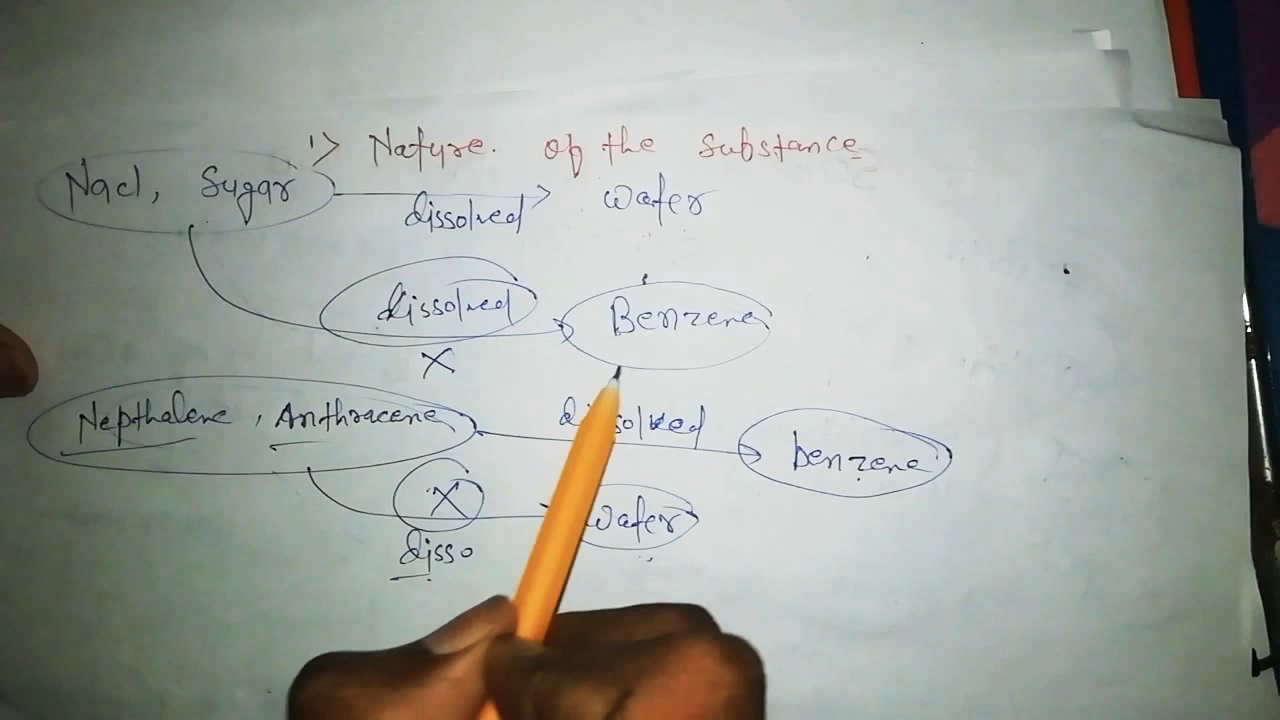 1> Nature. of the substance
Nacl, Sugar dissolved water
dissolved Benzene
X
Nepthalene, Anthracene dissolved benzene
X water
disso